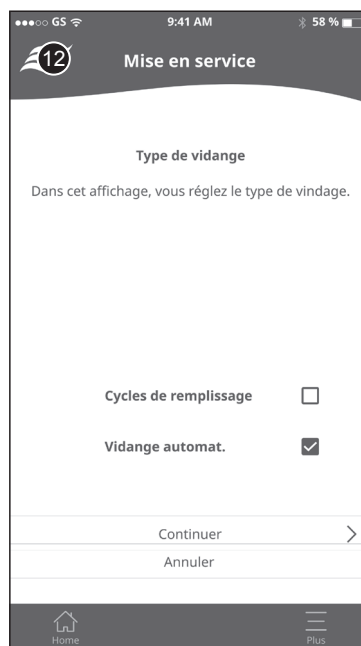 GS 9:41 AM 58 %
12 Mise en service
Type de vidange
Dans cet affichage, vous réglez le type de vindage.
Cycles de remplissage
Vidange automat.
Continuer
Annuler
Home Plus